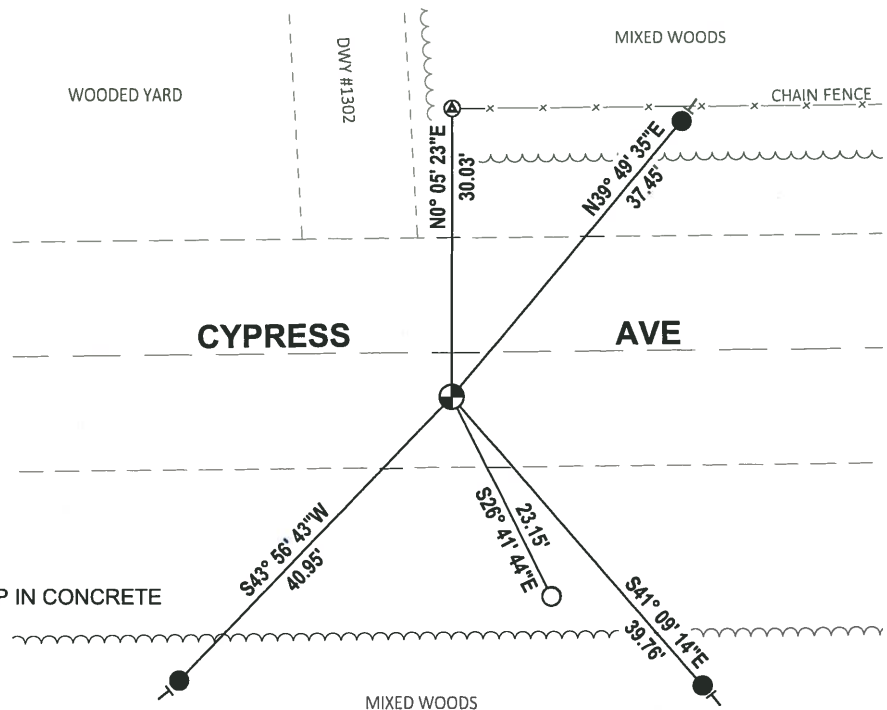 MIXED WOODS
WOODED YARD
DWY #1302
CHAIN FENCE
N0° 05' 23"E
30.03'
N39° 49' 35"E
37.45'
CYPRESS AVE
S43° 56' 43"W
40.95'
S26° 41' 44"E
23.15'
S41° 09' 14"E
39.76'
P IN CONCRETE
MIXED WOODS